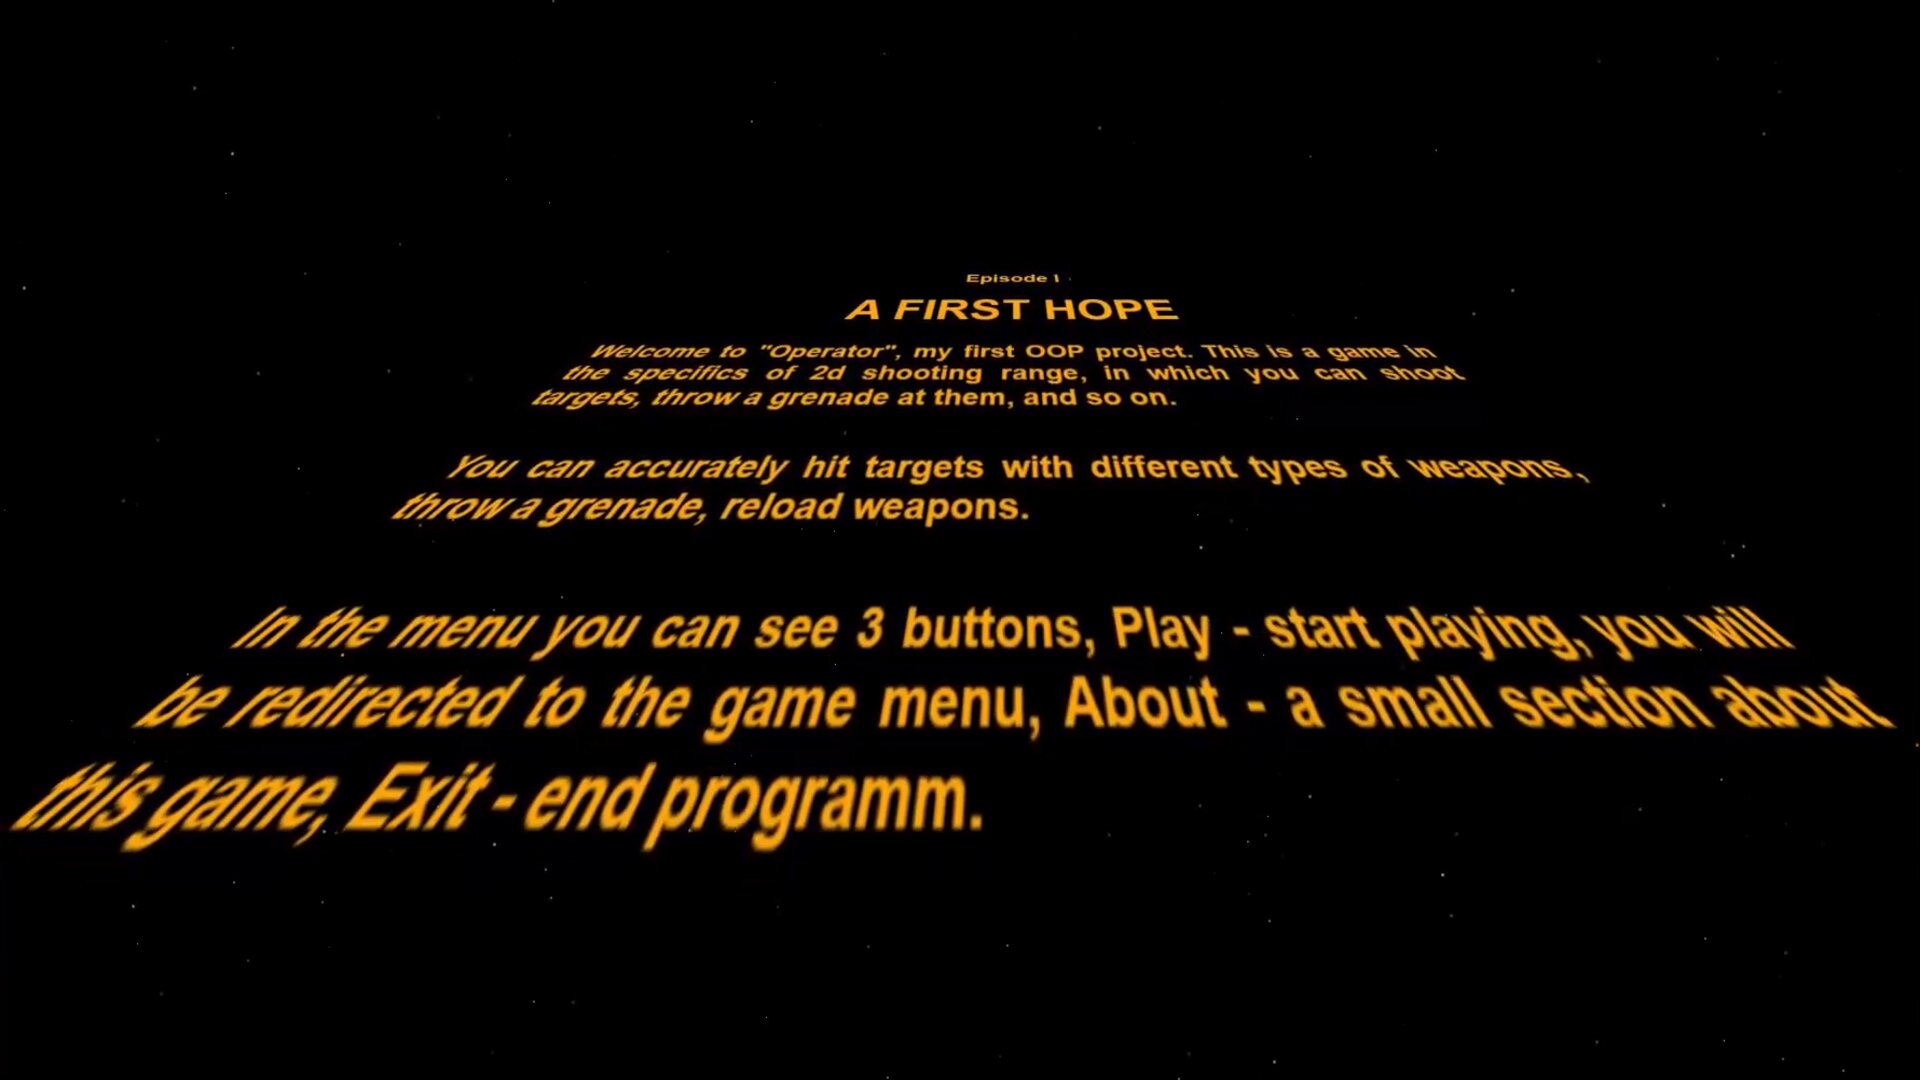 Episode I
A FIRST HOPE
Welcome to "Operator", my first OOP project. This is a game in
the specifics of 2d shooting range, in which you can shoot
targets, throw a grenade at them, and so on.
You can accurately hit targets with different types of weapons,
throw a grenade, reload weapons.
In the menu you can see 3 buttons, Play - start playing, you will
be redirected to the game menu, About - a small section about
this game, Exit - end programm.